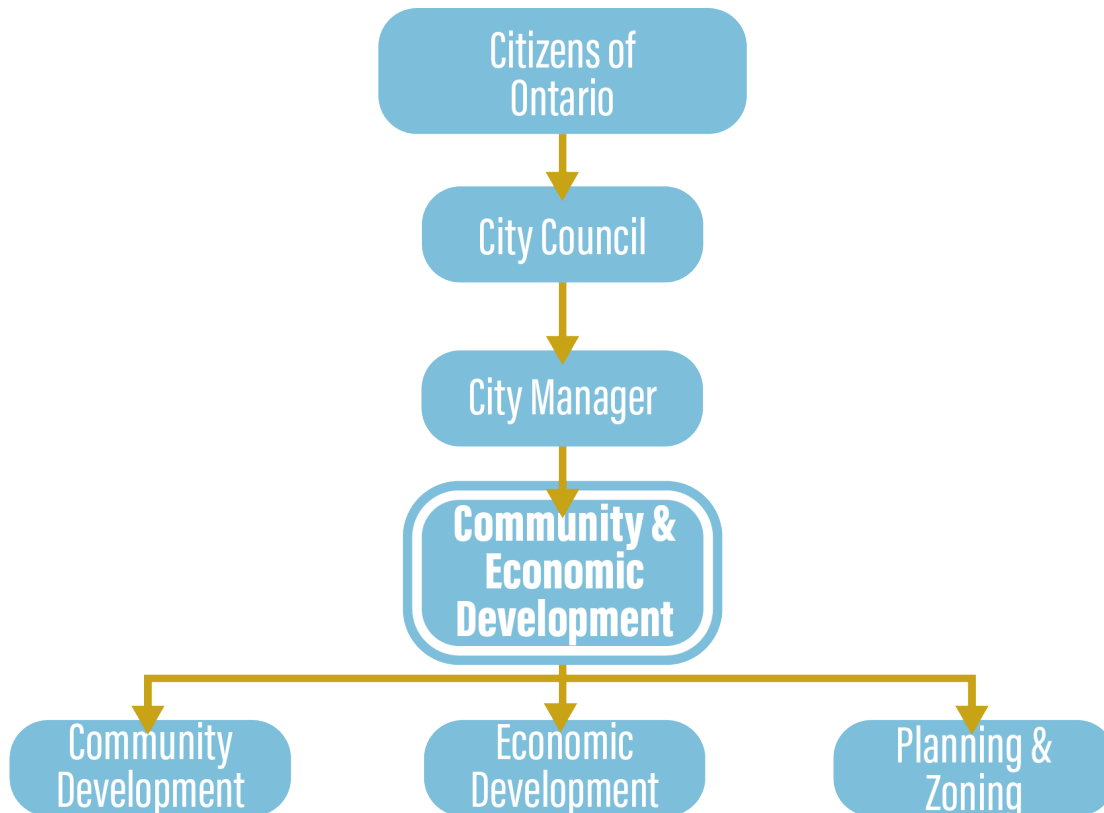 Citizens of
Ontario
City Council
City Manager
Community &
Economic
Development
Community
Development
Economic
Development
Planning &
Zoning